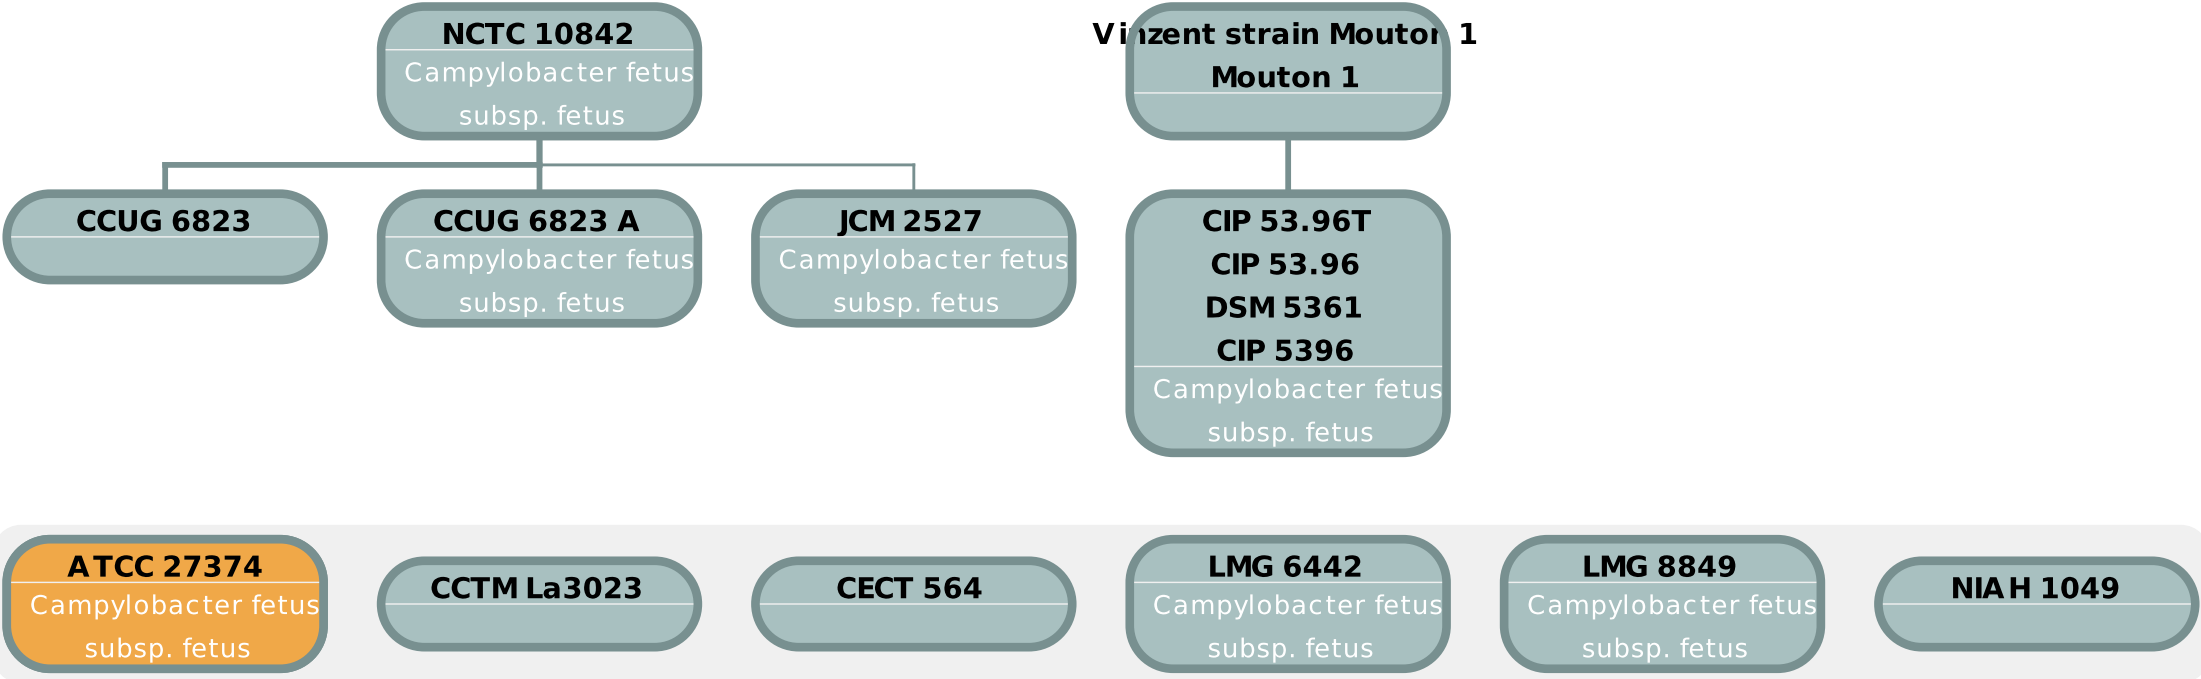 NCTC 10842
Campylobacter fetus
subsp. fetus
Vinzent strain Mouton 1
Mouton 1
CCUG 6823
CCUG 6823 A
Campylobacter fetus
subsp. fetus
JCM 2527
Campylobacter fetus
subsp. fetus
CIP 53.96T
CIP 53.96
DSM 5361
CIP 5396
Campylobacter fetus
subsp. fetus
ATCC 27374
Campylobacter fetus
subsp. fetus
CCTM La3023
CECT 564
LMG 6442
Campylobacter fetus
subsp. fetus
LMG 8849
Campylobacter fetus
subsp. fetus
NIAH 1049